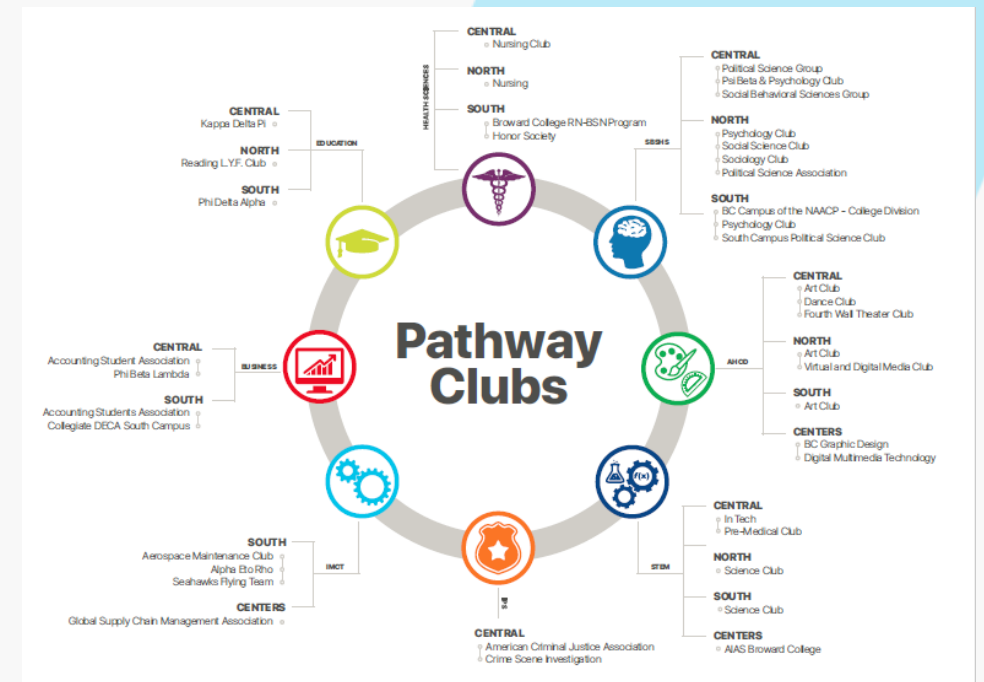 Pathway
Clubs
HEALTH SCIENCES
CENTRAL
Nursing Club
NORTH
Nursing
SOUTH
Broward College RN-BSN Program
Honor Society
SBSHS
CENTRAL
Political Science Group
Psi Beta & Psychology Club
Social Behavioral Sciences Group
NORTH
Psychology Club
Social Science Club
Sociology Club
Political Science Association
SOUTH
BC Campus of the NAACP - College Division
Psychology Club
South Campus Political Science Club
AHCD
CENTRAL
Art Club
Dance Club
Fourth Wall Theater Club
NORTH
Art Club
Virtual and Digital Media Club
SOUTH
Art Club
CENTERS
BC Graphic Design
Digital Multimedia Technology
f(x)
STEM
CENTRAL
In Tech
Pre-Medical Club
NORTH
Science Club
SOUTH
Science Club
CENTERS
AIAS Broward College
CENTRAL
American Criminal Justice Association
Crime Scene Investigation
IMCT
SOUTH
Aerospace Maintenance Club
Alpha Eto Rho
Seahawks Flying Team
CENTERS
Global Supply Chain Management Association
BUSINESS
CENTRAL
Accounting Student Association
Phi Beta Lambda
SOUTH
Accounting Students Association
Collegiate DECA South Campus
EDUCATION
CENTRAL
Kappa Delta Pi
NORTH
Reading L.Y.F. Club
SOUTH
Phi Delta Alpha